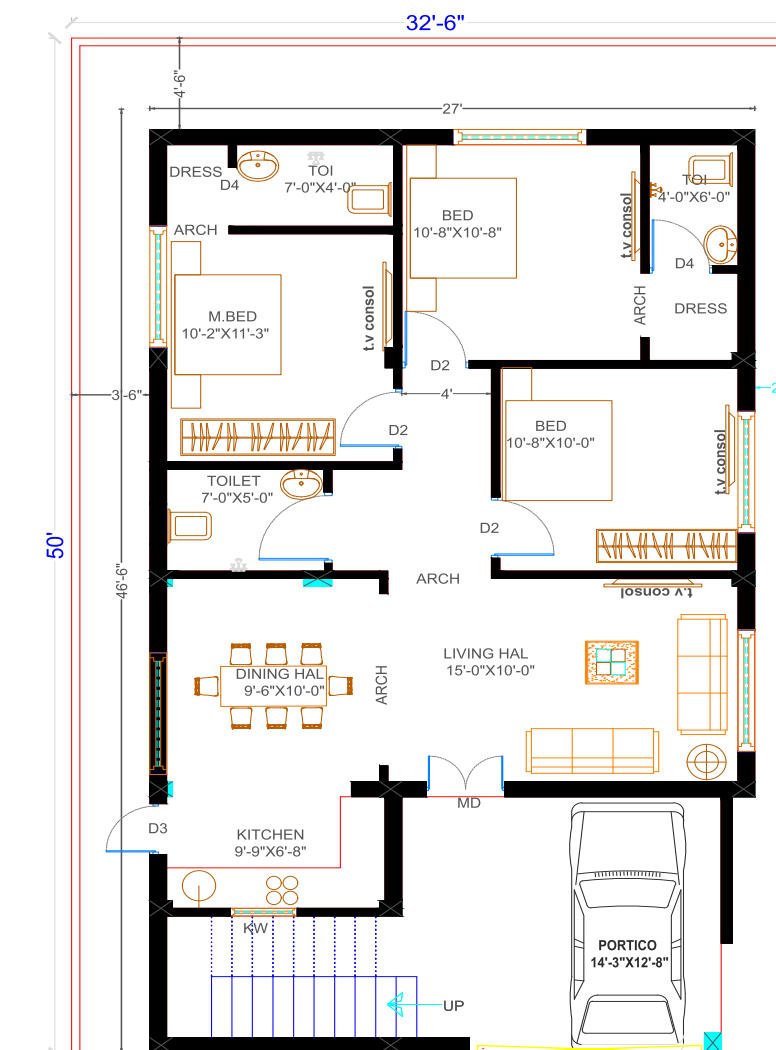 32'-6"
4'-6"
27'
DRESS
D4
TOI
7'-0"X4'-0"
TOI
4'-0"X6'-0"
BED
10'-8"X10'-8"
t.v consol
ARCH
D4
DRESS
ARCH
M.BED
10'-2"X11'-3"
t.v consol
D2
3'-6"
4'
D2
BED
10'-8"X10'-0"
t.v consol
TOILET
7'-0"X5'-0"
D2
50'
46'-6"
ARCH
t.v consol
LIVING HAL
15'-0"X10'-0"
DINING HAL
9'-6"X10'-0"
ARCH
MD
D3
KITCHEN
9'-9"X6'-8"
KW
PORTICO
14'-3"X12'-8"
UP